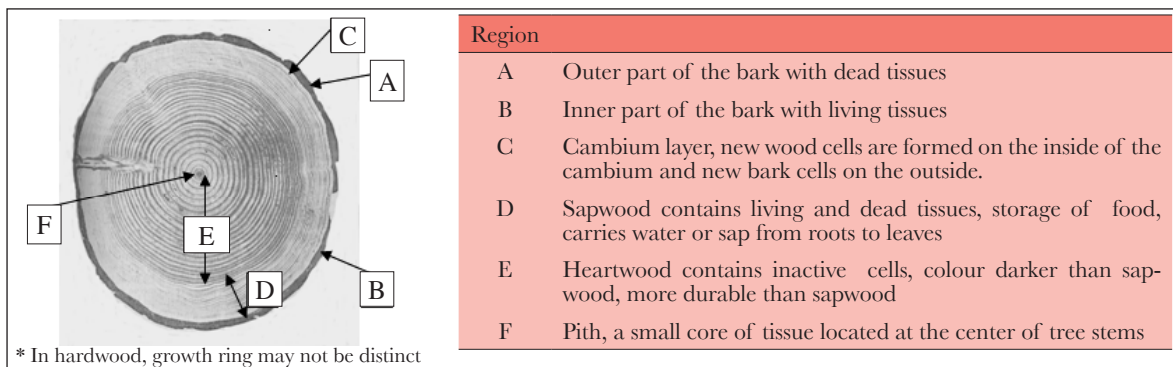 C
A
F
E
D
B
* In hardwood, growth ring may not be distinct
Region
A Outer part of the bark with dead tissues
B Inner part of the bark with living tissues
C Cambium layer, new wood cells are formed on the inside of the
cambium and new bark cells on the outside.
D Sapwood contains living and dead tissues, storage of food,
carries water or sap from roots to leaves
E Heartwood contains inactive cells, colour darker than sap-
wood, more durable than sapwood
F Pith, a small core of tissue located at the center of tree stems